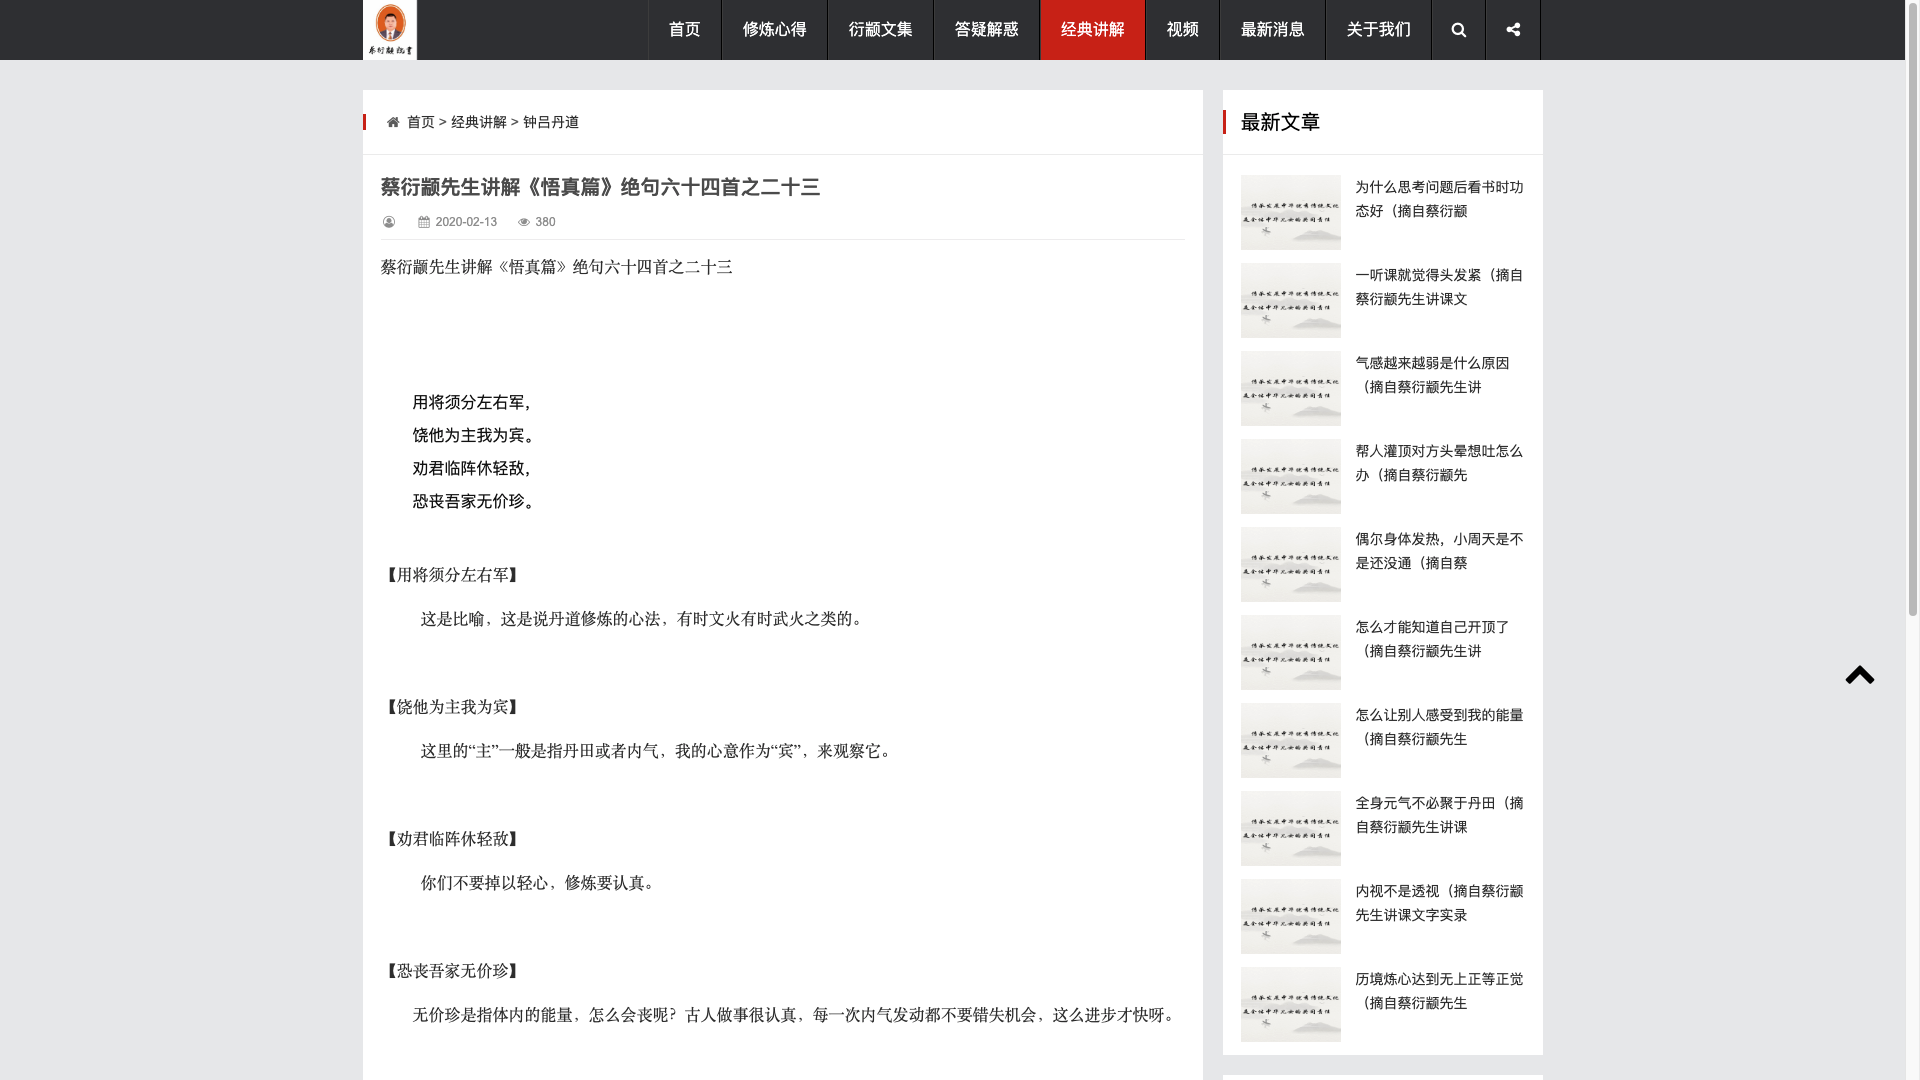 蔡衍颛説書
首页
修炼心得
衍颛文集
答疑解惑
经典讲解
视频
最新消息
关于我们
首页 > 经典讲解 > 钟吕丹道
蔡衍颛先生讲解《悟真篇》绝句六十四首之二十三
2020-02-13 380
蔡衍颛先生讲解《悟真篇》绝句六十四首之二十三
用将须分左右军，
饶他为主我为宾。
劝君临阵休轻敌，
恐丧吾家无价珍。
【用将须分左右军】
这是比喻，这是说丹道修炼的心法，有时文火有时武火之类的。
【饶他为主我为宾】
这里的“主”一般是指丹田或者内气，我的心意作为“宾”，来观察它。
【劝君临阵休轻敌】
你们不要掉以轻心，修炼要认真。
【恐丧吾家无价珍】
无价珍是指体内的能量，怎么会丧呢？古人做事很认真，每一次内气发动都不要错失机会，这么进步才快呀。
最新文章
为什么思考问题后看书时功
态好（摘自蔡衍颛
一听课就觉得头发紧（摘自
蔡衍颛先生讲课文
气感越来越弱是什么原因
（摘自蔡衍颛先生讲
帮人灌顶对方头晕想吐怎么
办（摘自蔡衍颛先
偶尔身体发热，小周天是不
是还没通（摘自蔡
怎么才能知道自己开顶了
（摘自蔡衍颛先生讲
怎么让别人感受到我的能量
（摘自蔡衍颛先生
全身元气不必聚于丹田（摘
自蔡衍颛先生讲课
内视不是透视（摘自蔡衍颛
先生讲课文字实录
历境炼心达到无上正等正觉
（摘自蔡衍颛先生